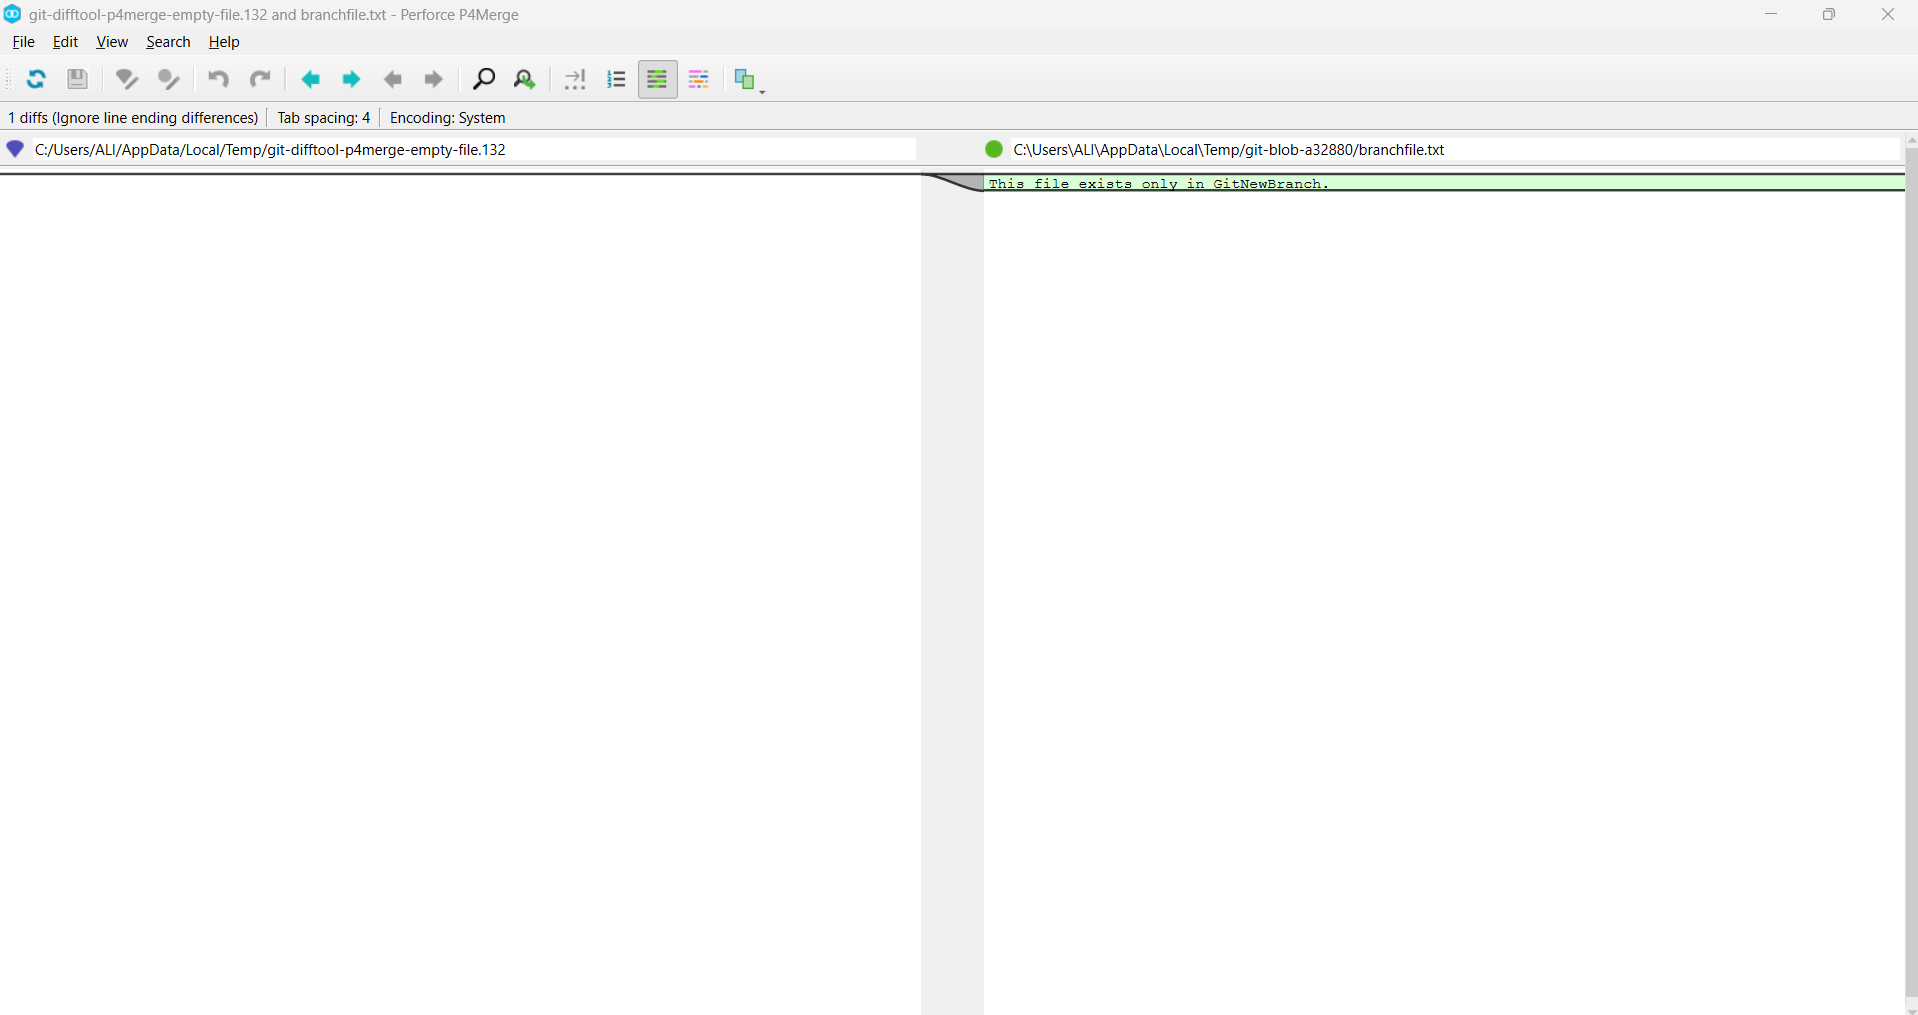 git-difftool-p4merge-empty-file.132 and branchfile.txt - Perforce P4Merge
File Edit View Search Help
1 diffs (Ignore line ending differences) Tab spacing: 4 Encoding: System
C:/Users/ALI/AppData/Local/Temp/git-difftool-p4merge-empty-file.132
C:\Users\ALI\AppData\Local\Temp/git-blob-a32880/branchfile.txt
This file exists only in GitNewBranch.